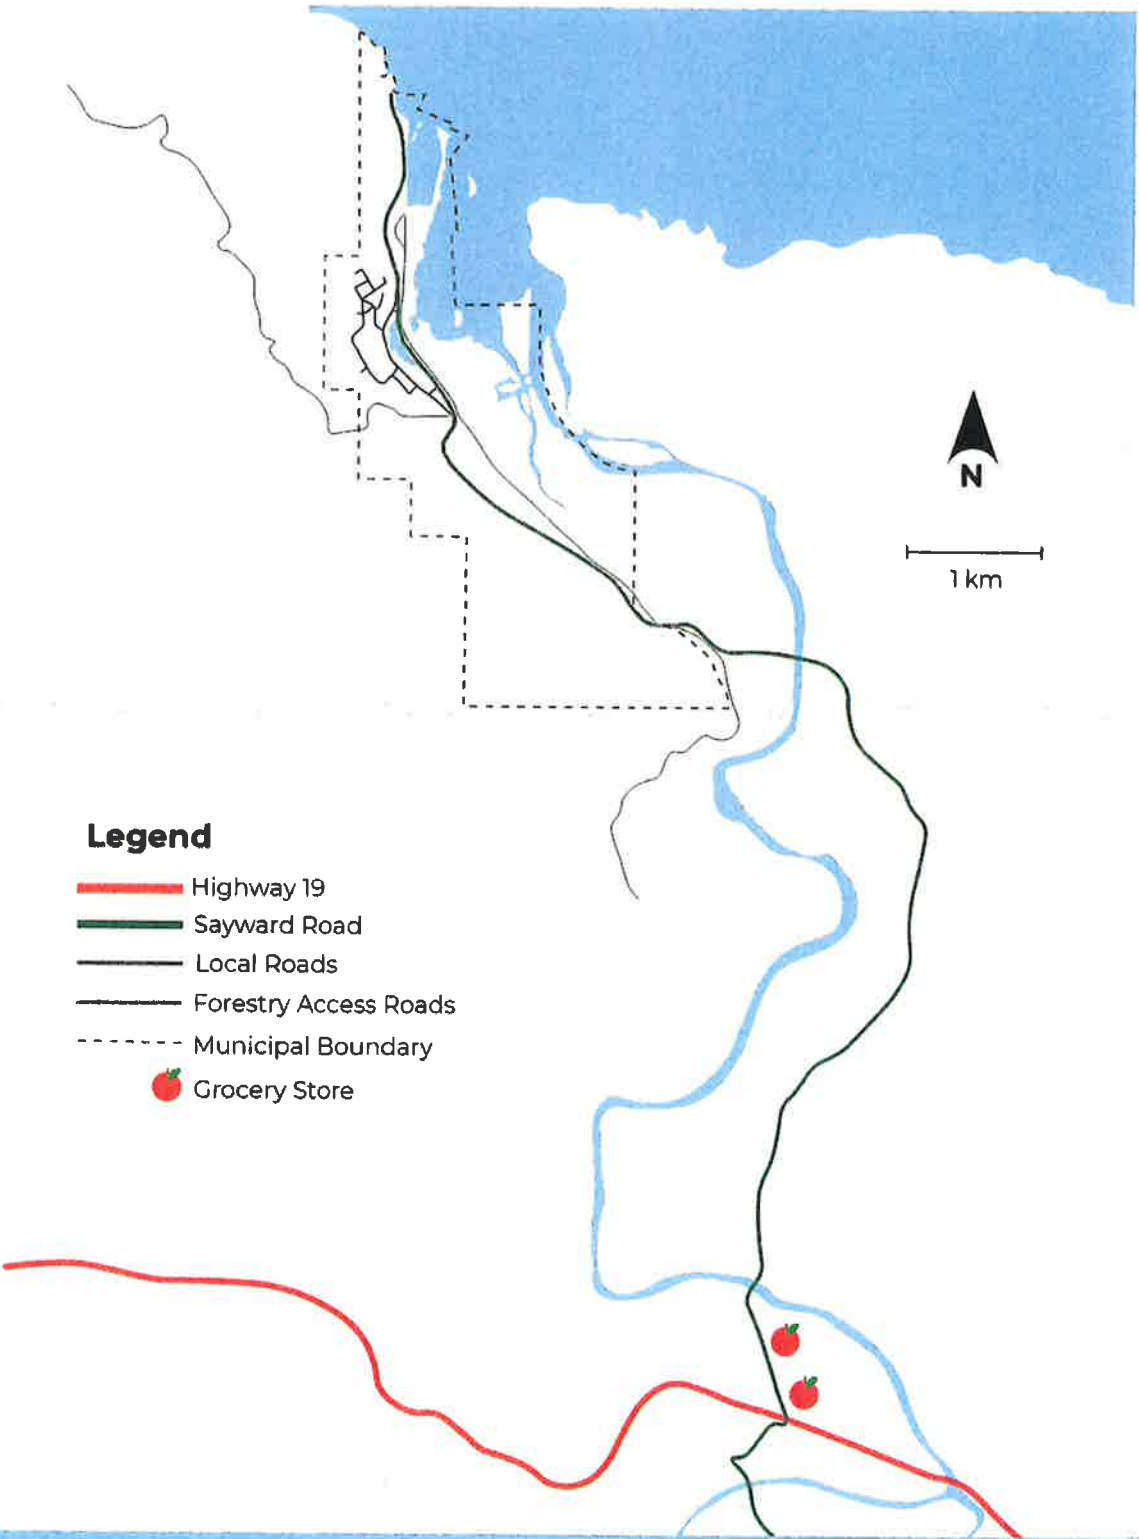 N
1 km
Legend
Highway 19
Sayward Road
Local Roads
Forestry Access Roads
Municipal Boundary
Grocery Store